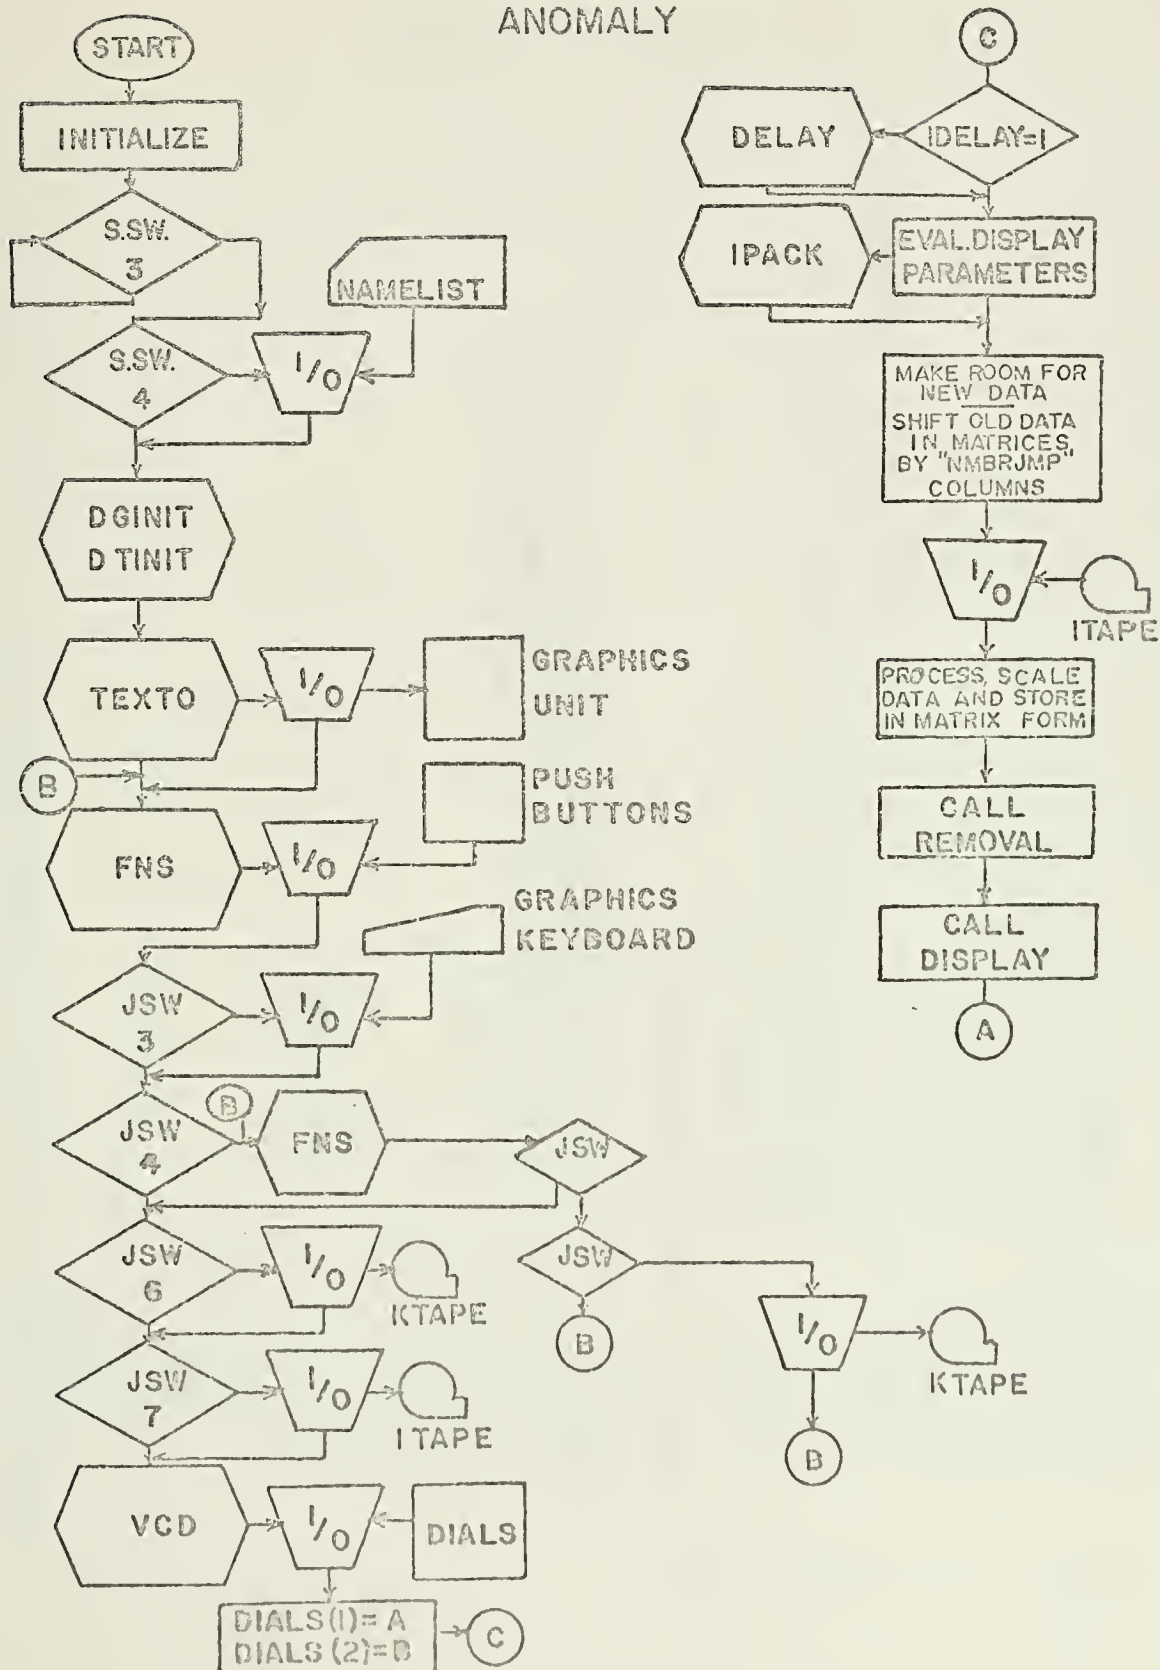 ANOMALY
START
INITIALIZE
S.SW.
3
NAMELIST
I/O
S.SW.
4
DGINIT
DTINIT
TEXTO
I/O
GRAPHICS
UNIT
B
PUSH
BUTTONS
FNS
I/O
GRAPHICS
KEYBOARD
JSW
3
I/O
JSW
4
B
FNS
JSW
JSW
6
I/O
KTAPE
JSW
B
I/O
KTAPE
B
JSW
7
I/O
ITAPE
VCD
I/O
DIALS
DIALS(1)=A
DIALS(2)=B
C
C
DELAY
IDELAY=1
IPACK
EVAL.DISPLAY
PARAMETERS
MAKE ROOM FOR
NEW DATA
SHIFT OLD DATA
IN MATRICES
BY "NMBRJMP"
COLUMNS
I/O
ITAPE
PROCESS, SCALE
DATA AND STORE
IN MATRIX FORM
CALL
REMOVAL
CALL
DISPLAY
A